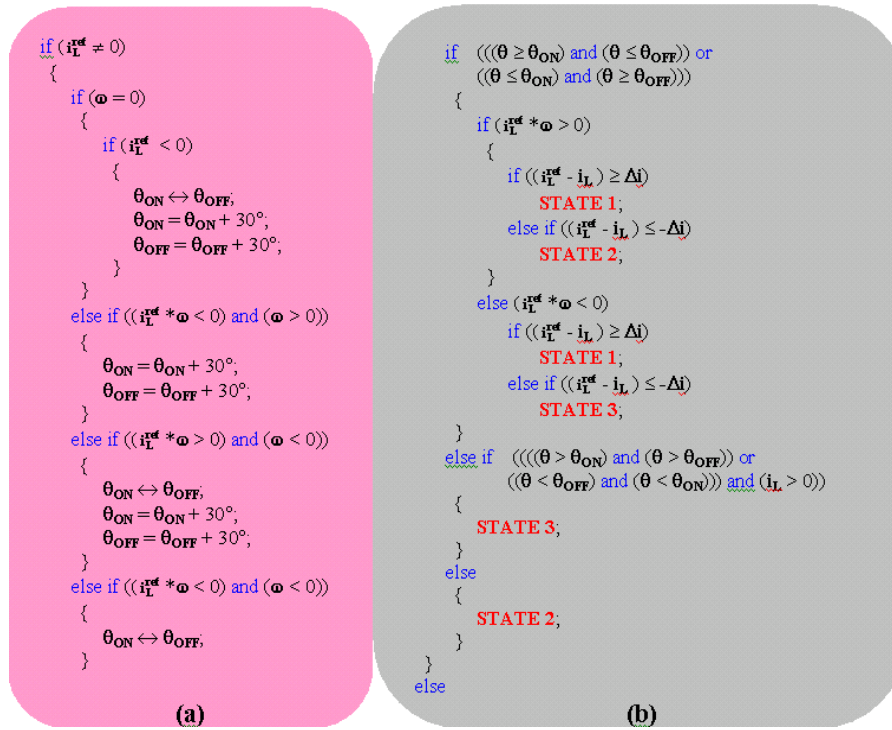 if (i_L^ref ≠ 0)
{
if (ω = 0)
{
if (i_L^ref < 0)
{
θ_ON ↔ θ_OFF;
θ_ON = θ_ON + 30°;
θ_OFF = θ_OFF + 30°;
}
}
else if ((i_L^ref *ω < 0) and (ω > 0))
{
θ_ON = θ_ON + 30°;
θ_OFF = θ_OFF + 30°;
}
else if ((i_L^ref *ω > 0) and (ω < 0))
{
θ_ON ↔ θ_OFF;
θ_ON = θ_ON + 30°;
θ_OFF = θ_OFF + 30°;
}
else if ((i_L^ref *ω < 0) and (ω < 0))
{
θ_ON ↔ θ_OFF;
}
(a)
if (((θ ≥ θ_ON) and (θ ≤ θ_OFF)) or
((θ ≤ θ_ON) and (θ ≥ θ_OFF)))
{
if (i_L^ref *ω > 0)
{
if ((i_L^ref - i_L ) ≥ Δi)
STATE 1;
else if ((i_L^ref - i_L ) ≤ -Δi)
STATE 2;
}
else (i_L^ref *ω < 0)
if ((i_L^ref - i_L ) ≥ Δi)
STATE 1;
else if ((i_L^ref - i_L ) ≤ -Δi)
STATE 3;
}
else if ((((θ > θ_ON) and (θ > θ_OFF)) or
((θ < θ_OFF) and (θ < θ_ON))) and (i_L > 0))
{
STATE 3;
}
else
{
STATE 2;
}
}
else
(b)